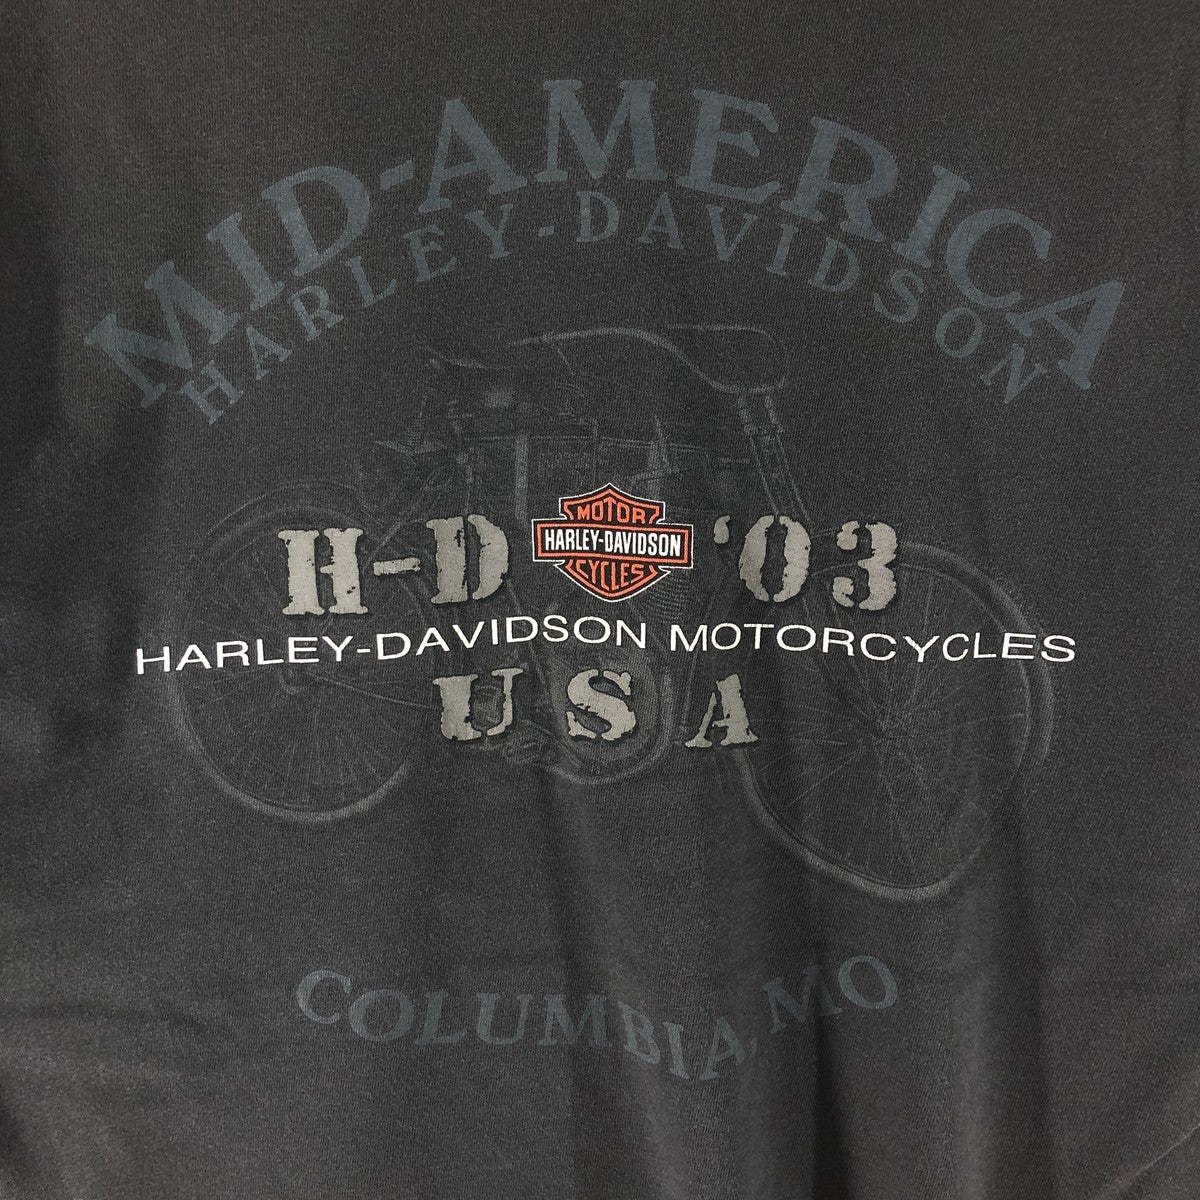 MID-AMERICA
HARLEY-DAVIDSON
H-D MOTOR HARLEY-DAVIDSON CYCLES '03
HARLEY-DAVIDSON MOTORCYCLES
USA
COLUMBIA, MO